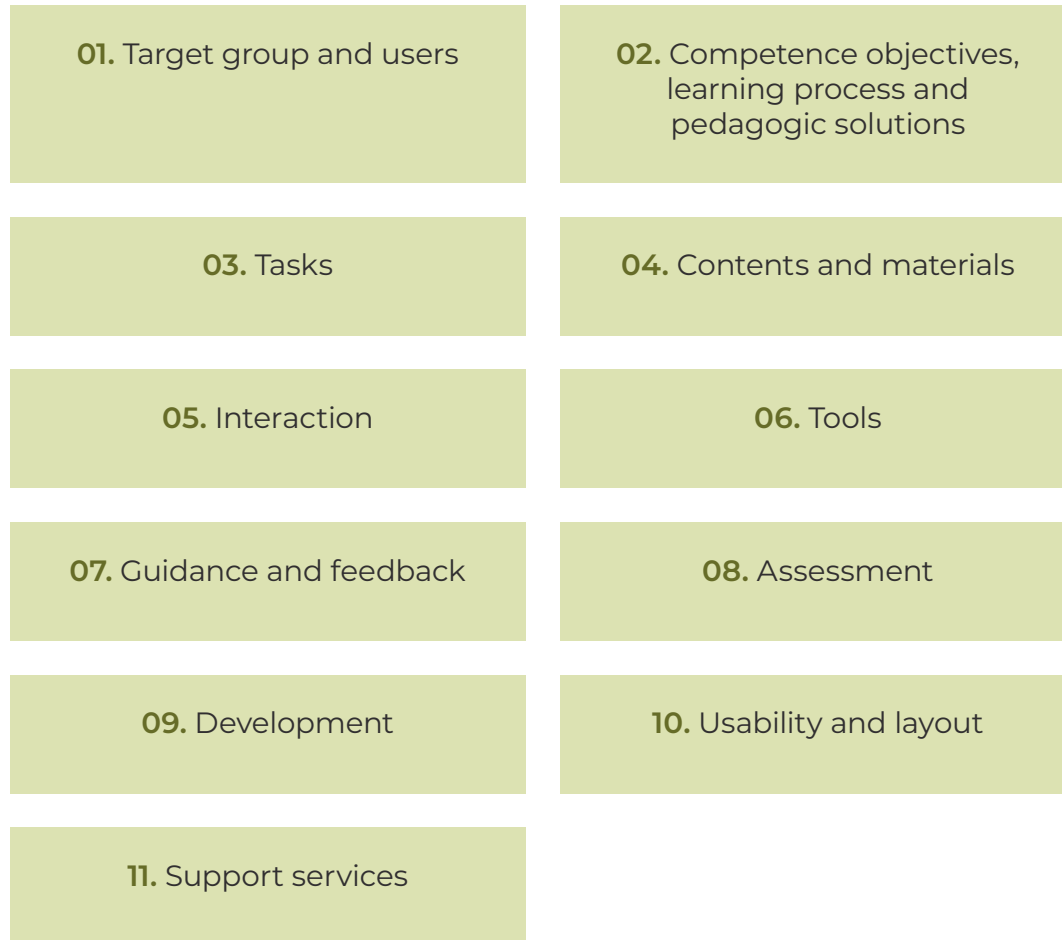 01. Target group and users
02. Competence objectives,
learning process and
pedagogic solutions
03. Tasks
04. Contents and materials
05. Interaction
06. Tools
07. Guidance and feedback
08. Assessment
09. Development
10. Usability and layout
11. Support services